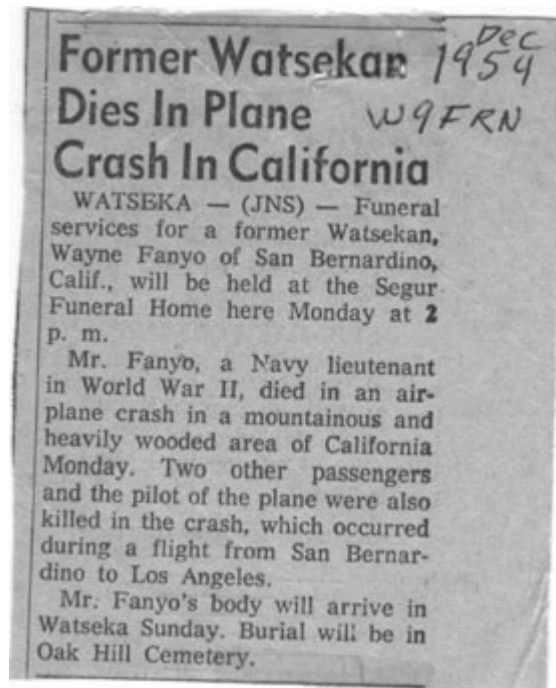 Former Watsekan
Dies In Plane
Crash In California
Dec
1954
W9FRN
WATSEKA — (JNS) — Funeral
services for a former Watsekan,
Wayne Fanyo of San Bernardino,
Calif., will be held at the Segur
Funeral Home here Monday at 2
p. m.
Mr. Fanyo, a Navy lieutenant
in World War II, died in an air-
plane crash in a mountainous and
heavily wooded area of California
Monday. Two other passengers
and the pilot of the plane were also
killed in the crash, which occurred
during a flight from San Bernar-
dino to Los Angeles.
Mr. Fanyo's body will arrive in
Watseka Sunday. Burial will be in
Oak Hill Cemetery.